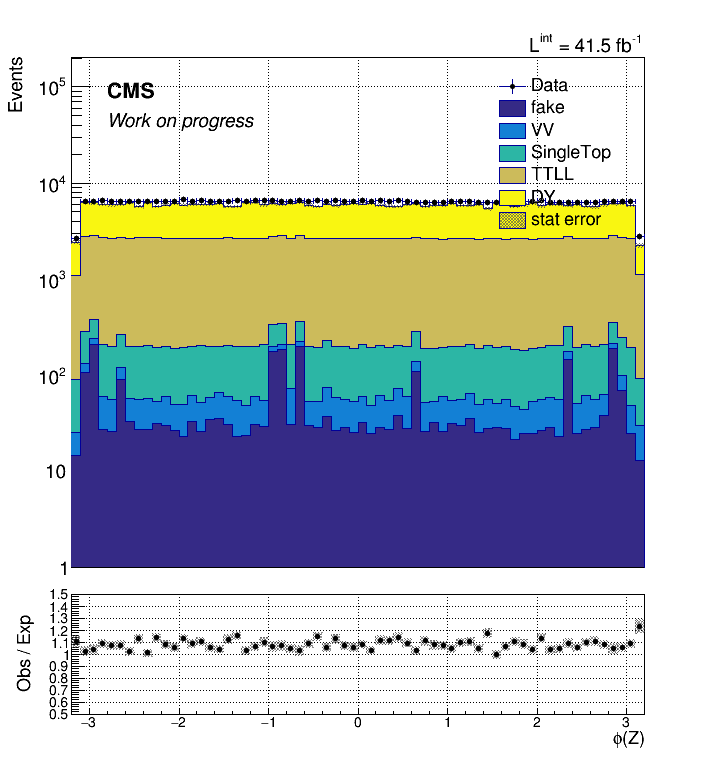 L^int = 41.5 fb^-1
Events
CMS
Work on progress
Data
fake
VV
SingleTop
TTLL
DY
stat error
10^5
10^4
10^3
10^2
10
1
Obs / Exp
1.5
1.4
1.3
1.2
1.1
1
0.9
0.8
0.7
0.6
0.5
−3 −2 −1 0 1 2 3
ϕ(Z)